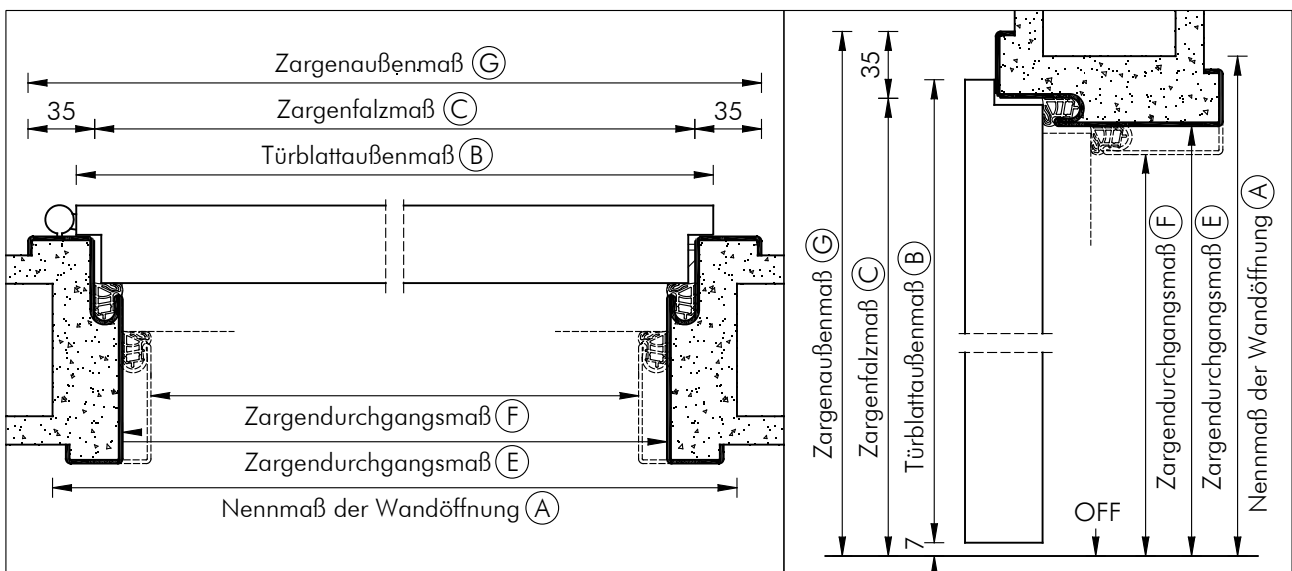 Zargenaußenmaß G
35
Zargenfalzmaß C
35
Türblattaußenmaß B
Zargendurchgangsmaß F
Zargendurchgangsmaß E
Nennmaß der Wandöffnung A
35
Zargenaußenmaß G
Zargenfalzmaß C
Türblattaußenmaß B
Zargendurchgangsmaß F
Zargendurchgangsmaß E
Nennmaß der Wandöffnung A
7
OFF